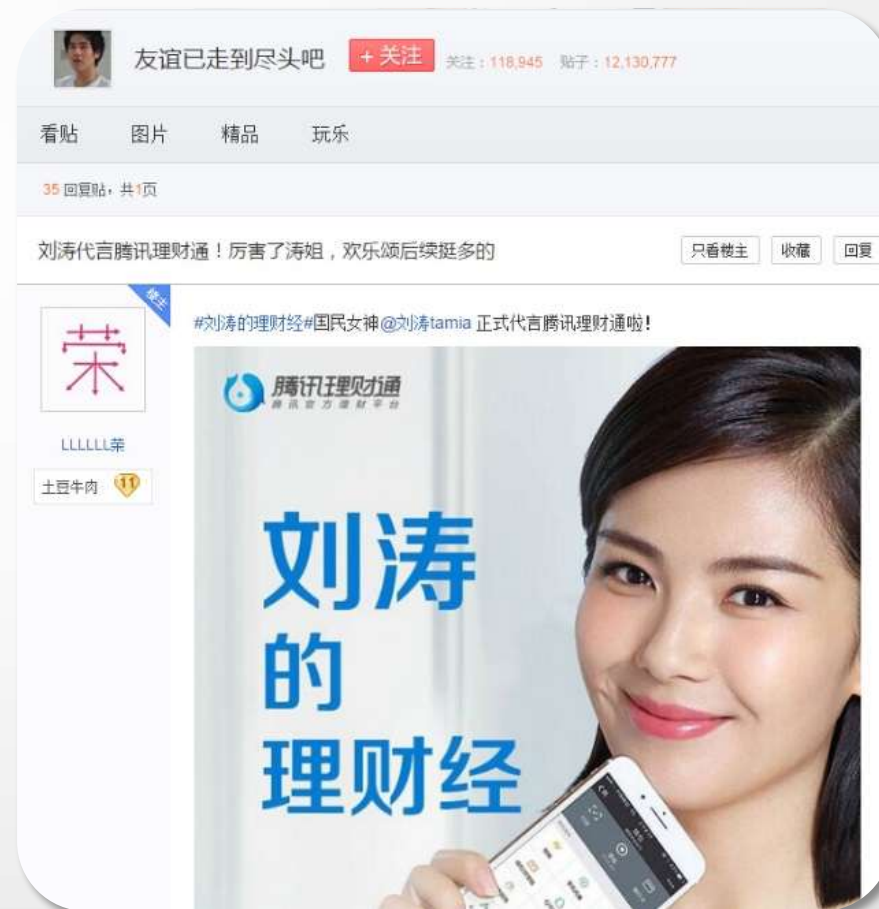 友谊已走到尽头吧 +关注 关注：118,945 贴子：12,130,777
看贴 图片 精品 玩乐
35回复贴，共1页
刘涛代言腾讯理财通！厉害了涛姐，欢乐颂后续挺多的 只看楼主 收藏 回复
楼主
#刘涛的理财经#国民女神@刘涛tamia 正式代言腾讯理财通啦!
荣
LLLLLL荣
土豆牛肉 11
腾讯理财通
腾讯官方理财平台
刘涛
的
理财经